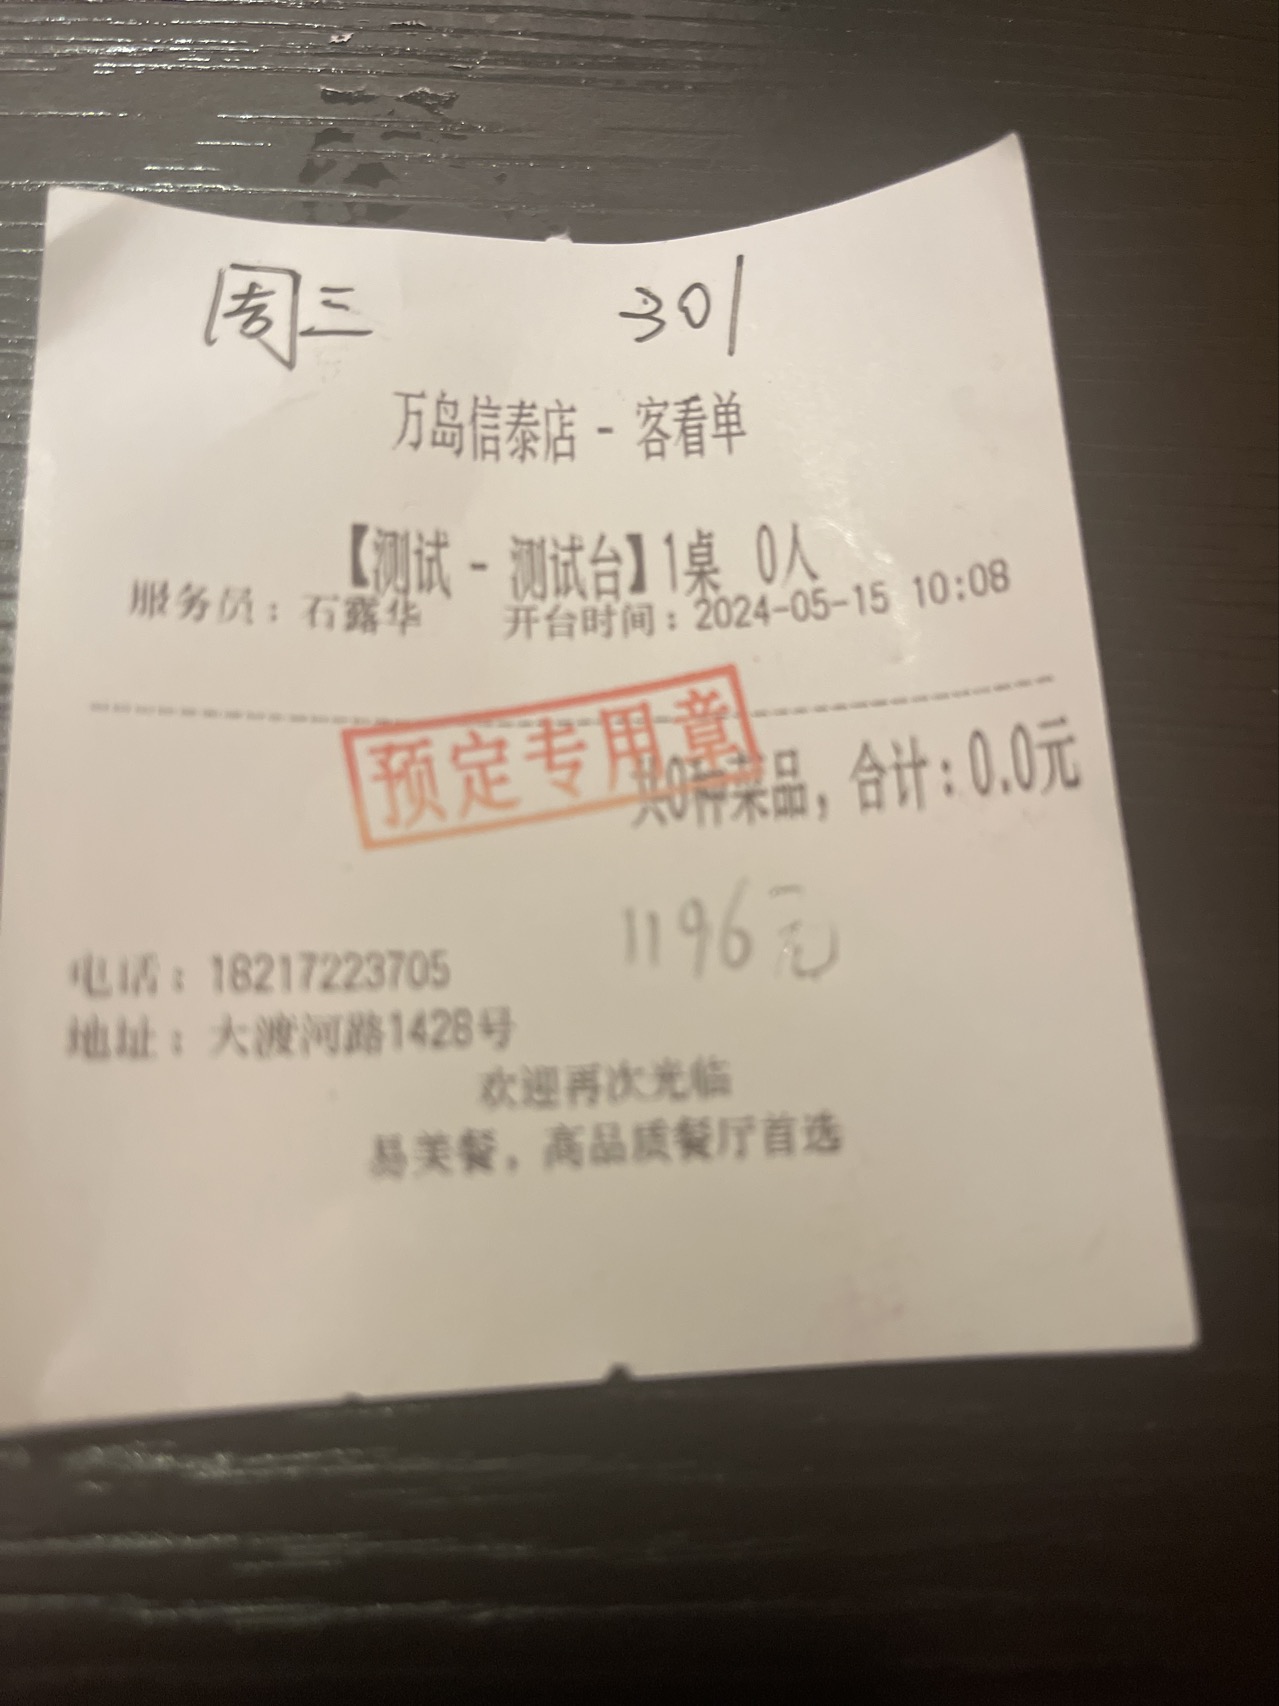 周三 301
万岛信泰店 - 客看单
【测试 - 测试台】1桌 0人
服务员：石露华 开台时间：2024-05-15 10:08
预定专用章
共0种菜品，合计：0.0元
1196元
电话：18217223705
地址：大渡河路1428号
欢迎再次光临
易美餐，高品质餐厅首选